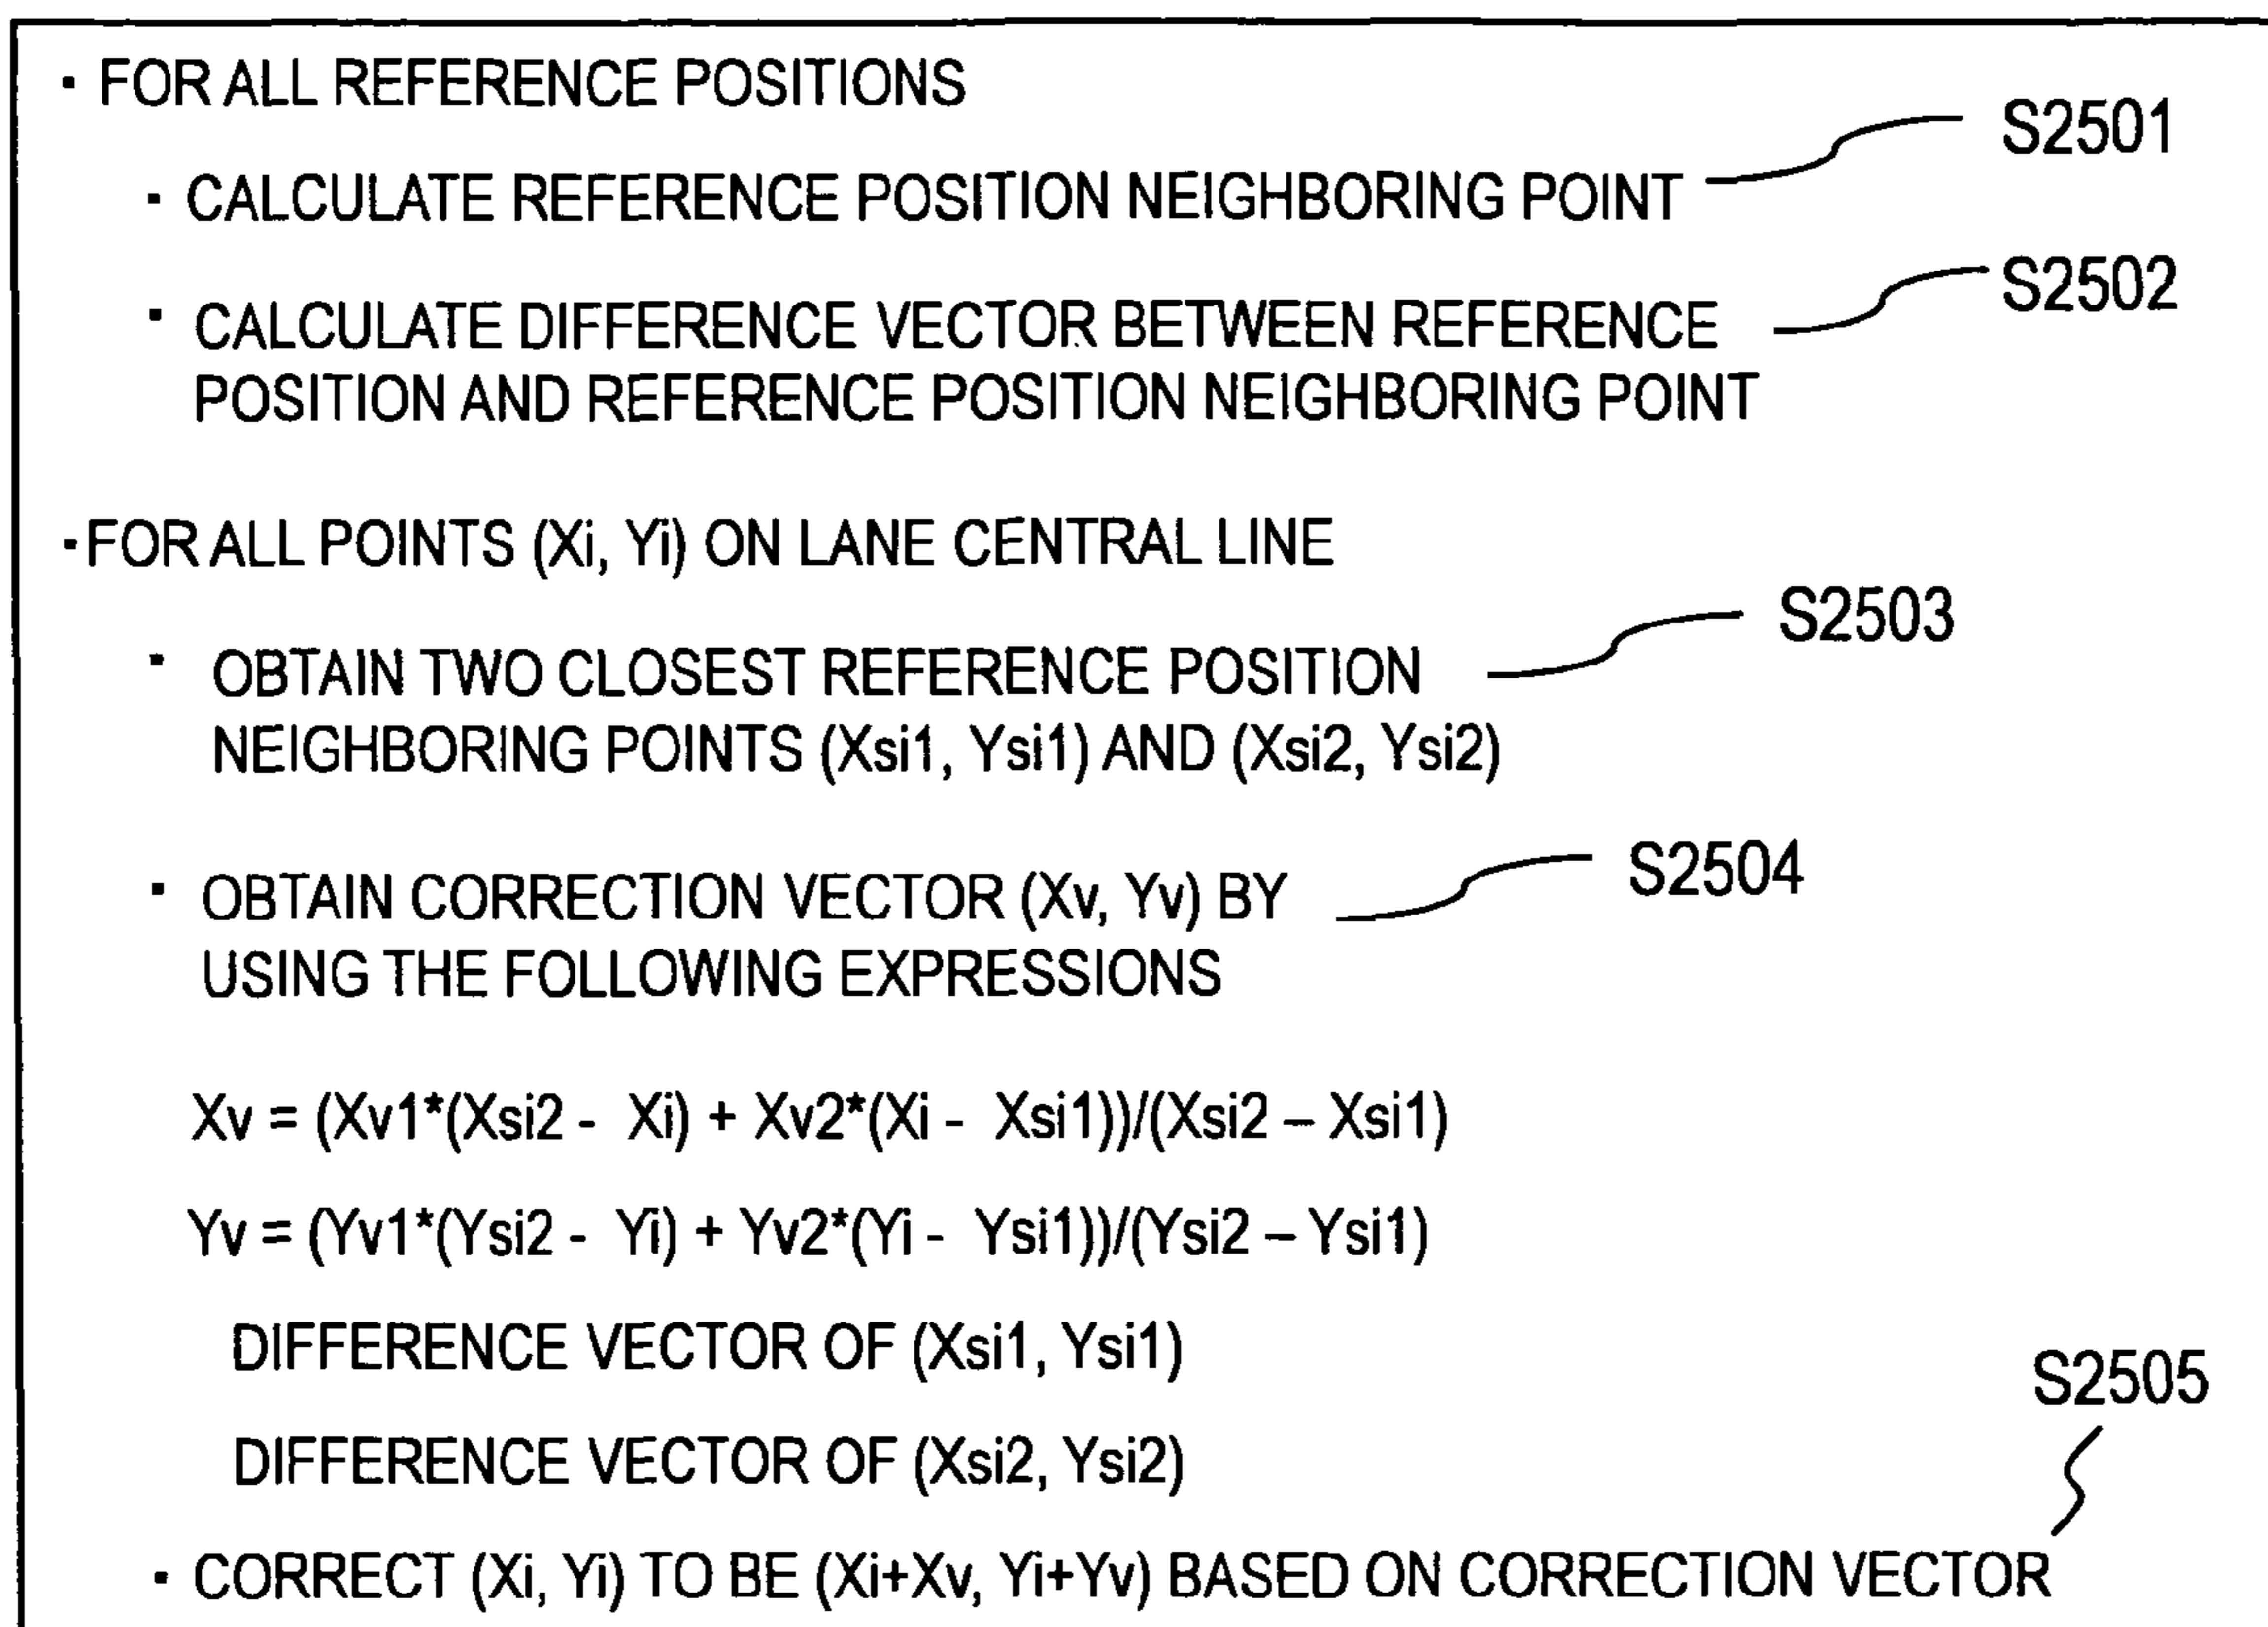 · FOR ALL REFERENCE POSITIONS
S2501
· CALCULATE REFERENCE POSITION NEIGHBORING POINT
S2502
· CALCULATE DIFFERENCE VECTOR BETWEEN REFERENCE
POSITION AND REFERENCE POSITION NEIGHBORING POINT
·FOR ALL POINTS (Xi, Yi) ON LANE CENTRAL LINE
S2503
· OBTAIN TWO CLOSEST REFERENCE POSITION
NEIGHBORING POINTS (Xsi1, Ysi1) AND (Xsi2, Ysi2)
S2504
· OBTAIN CORRECTION VECTOR (Xv, Yv) BY
USING THE FOLLOWING EXPRESSIONS
Xv = (Xv1*(Xsi2 - Xi) + Xv2*(Xi - Xsi1))/(Xsi2 – Xsi1)
Yv = (Yv1*(Ysi2 - Yi) + Yv2*(Yi - Ysi1))/(Ysi2 – Ysi1)
DIFFERENCE VECTOR OF (Xsi1, Ysi1)
S2505
DIFFERENCE VECTOR OF (Xsi2, Ysi2)
· CORRECT (Xi, Yi) TO BE (Xi+Xv, Yi+Yv) BASED ON CORRECTION VECTOR